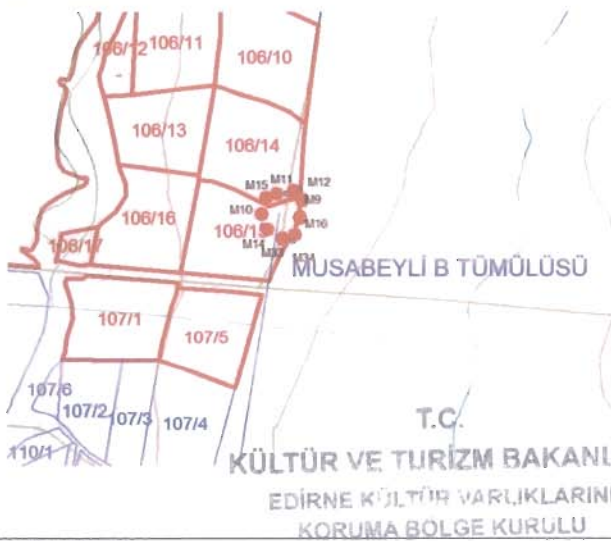 106/12 106/11 106/10
106/13
106/14
M15 M11 M12
M9
M10
106/16 106/15 M16
M14
106/17
MUSABEYLİ B TÜMÜLÜSÜ
107/1
107/5
107/6
107/2 107/3 107/4
110/1
T.C.
KÜLTÜR VE TURİZM BAKANLI
EDİRNE KÜLTÜR VARLIKLARINI
KORUMA BÖLGE KURULU